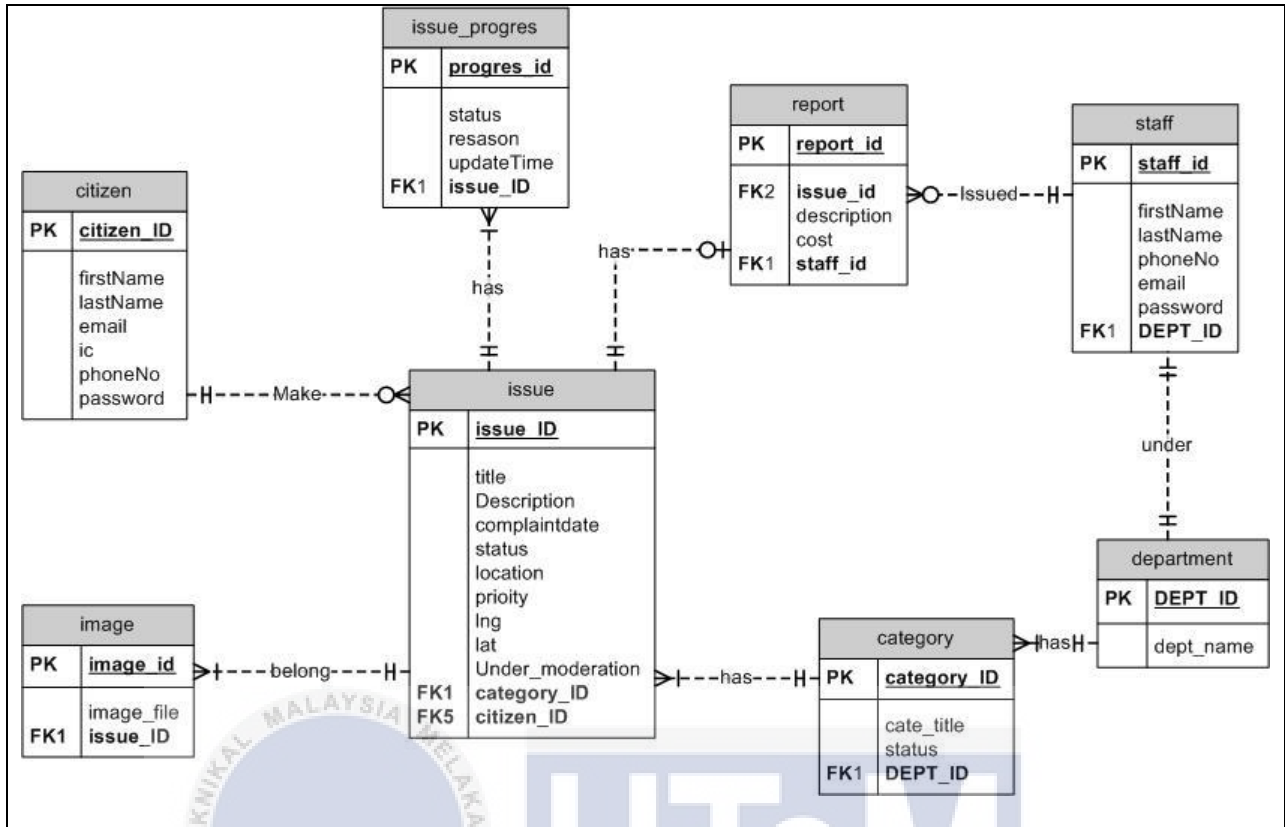 issue_progres
PK progres_id
status
resason
updateTime
FK1 issue_ID
report
PK report_id
FK2 issue_id
description
cost
FK1 staff_id
staff
PK staff_id
firstName
lastName
phoneNo
email
password
FK1 DEPT_ID
citizen
PK citizen_ID
firstName
lastName
email
ic
phoneNo
password
Issued
has
has
Make
under
issue
PK issue_ID
title
Description
complaintdate
status
location
prioity
lng
lat
Under_moderation
FK1 category_ID
FK5 citizen_ID
department
PK DEPT_ID
dept_name
image
PK image_id
image_file
FK1 issue_ID
belong
has
has
category
PK category_ID
cate_title
status
FK1 DEPT_ID
KNIKAL MALAYSIA MELAKA
UTeM